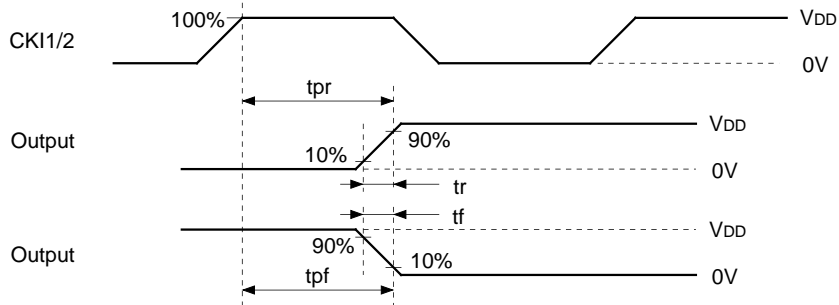 100%
VDD
CKI1/2
0V
tpr
VDD
Output
90%
10%
0V
tr
tf
VDD
90%
Output
10%
0V
tpf